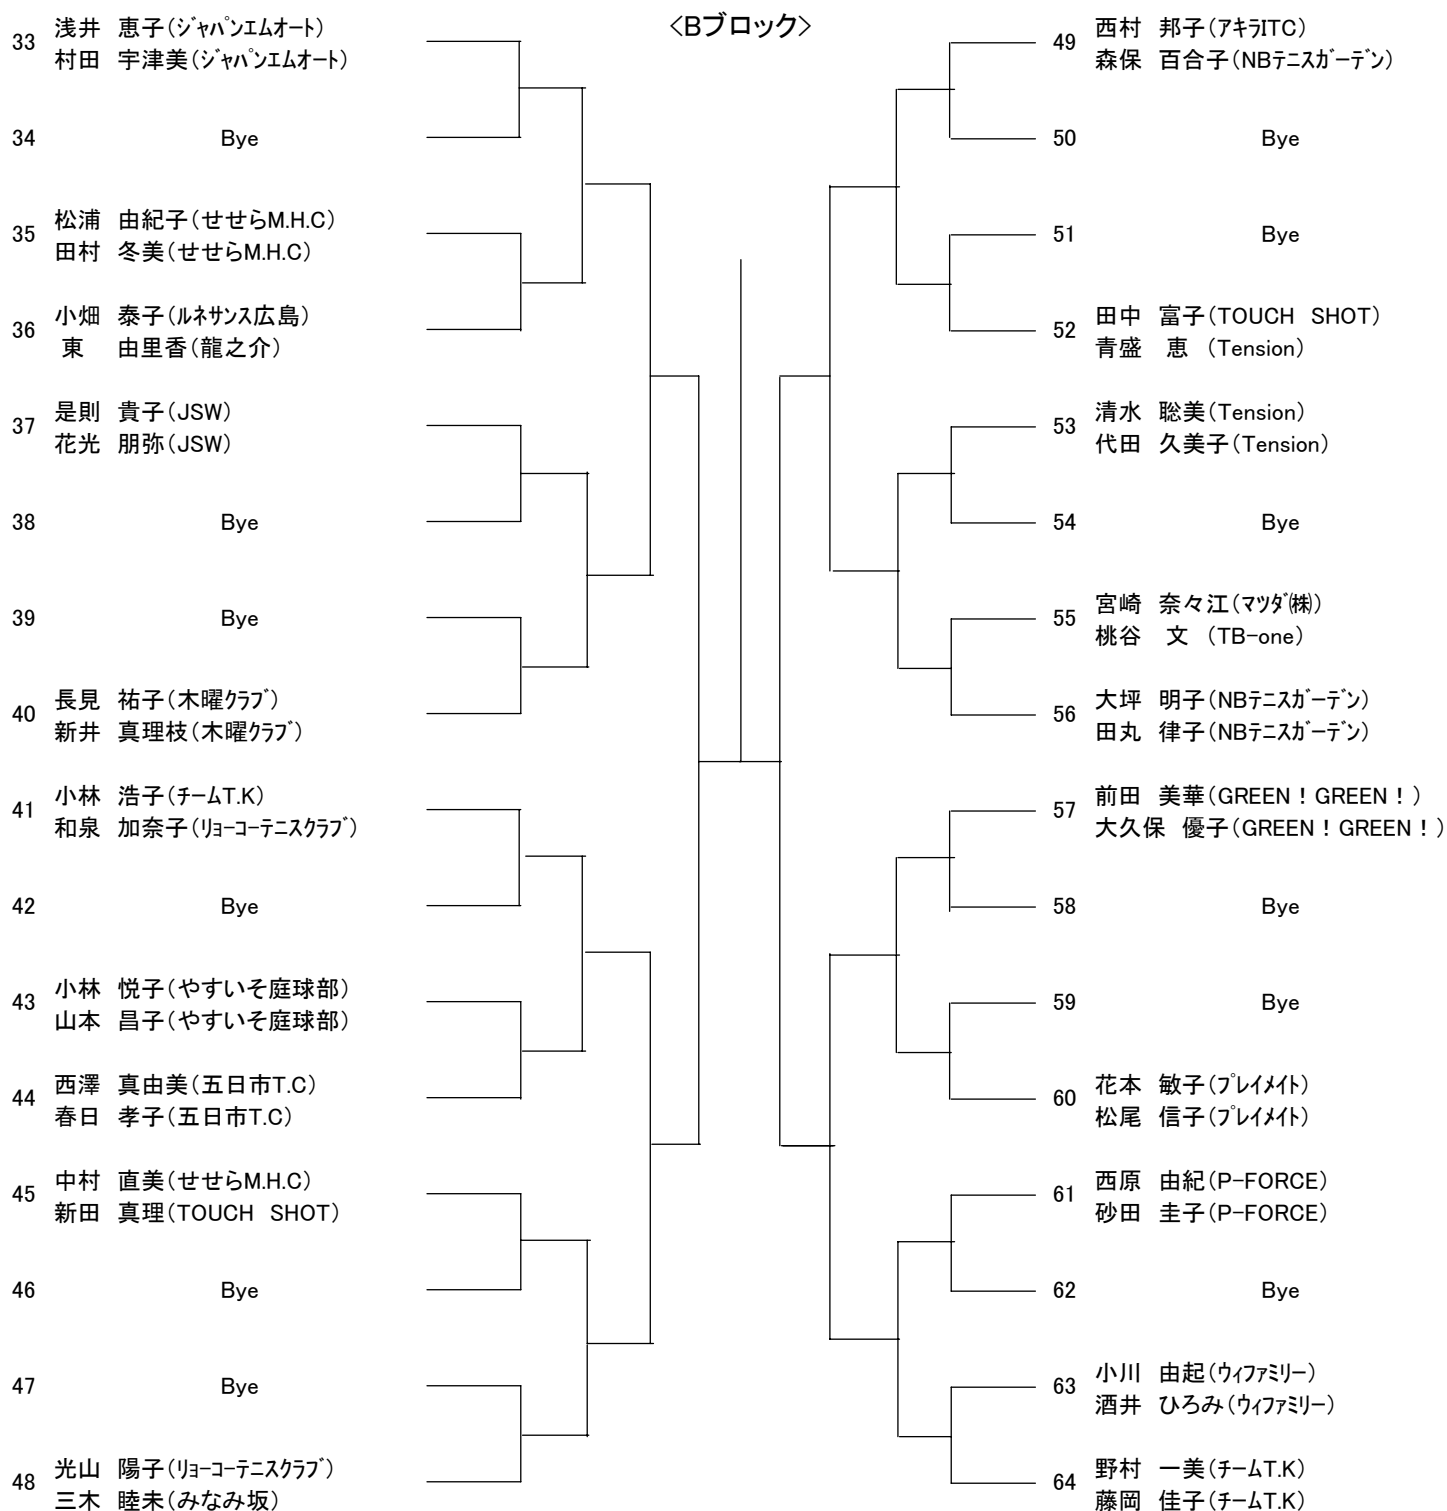 <Bブロック>
33
浅井　恵子(ｼﾞｬﾊﾟﾝエムオート)
村田　宇津美(ｼﾞｬﾊﾟﾝエムオート)
34
Bye
35
松浦　由紀子(せせらM.H.C)
田村　冬美(せせらM.H.C)
36
小畑　泰子(ﾙﾈｻﾝｽ広島)
東　　由里香(龍之介)
37
是則　貴子(JSW)
花光　朋弥(JSW)
38
Bye
39
Bye
40
長見　祐子(木曜ｸﾗﾌﾞ)
新井　真理枝(木曜ｸﾗﾌﾞ)
41
小林　浩子(ﾁｰﾑT.K)
和泉　加奈子(ﾘｮｰｺｰﾃﾆｽｸﾗﾌﾞ)
42
Bye
43
小林　悦子(やすいそ庭球部)
山本　昌子(やすいそ庭球部)
44
西澤　真由美(五日市T.C)
春日　孝子(五日市T.C)
45
中村　直美(せせらM.H.C)
新田　真理(TOUCH　SHOT)
46
Bye
47
Bye
48
光山　陽子(ﾘｮｰｺｰﾃﾆｽｸﾗﾌﾞ)
三木　睦未(みなみ坂)
49
西村　邦子(ｱｷﾗITC)
森保　百合子(NBﾃﾆｽｶﾞｰﾃﾞﾝ)
50
Bye
51
Bye
52
田中　富子(TOUCH　SHOT)
青盛　恵　(Tension)
53
清水　聡美(Tension)
代田　久美子(Tension)
54
Bye
55
宮崎　奈々江(ﾏﾂﾀﾞ㈱)
桃谷　文　(TB-one)
56
大坪　明子(NBﾃﾆｽｶﾞｰﾃﾞﾝ)
田丸　律子(NBﾃﾆｽｶﾞｰﾃﾞﾝ)
57
前田　美華(GREEN！GREEN！)
大久保　優子(GREEN！GREEN！)
58
Bye
59
Bye
60
花本　敏子(ﾌﾟﾚｲﾒｲﾄ)
松尾　信子(ﾌﾟﾚｲﾒｲﾄ)
61
西原　由紀(P-FORCE)
砂田　圭子(P-FORCE)
62
Bye
63
小川　由起(ｳｨﾌｧﾐﾘｰ)
酒井　ひろみ(ｳｨﾌｧﾐﾘｰ)
64
野村　一美(ﾁｰﾑT.K)
藤岡　佳子(ﾁｰﾑT.K)